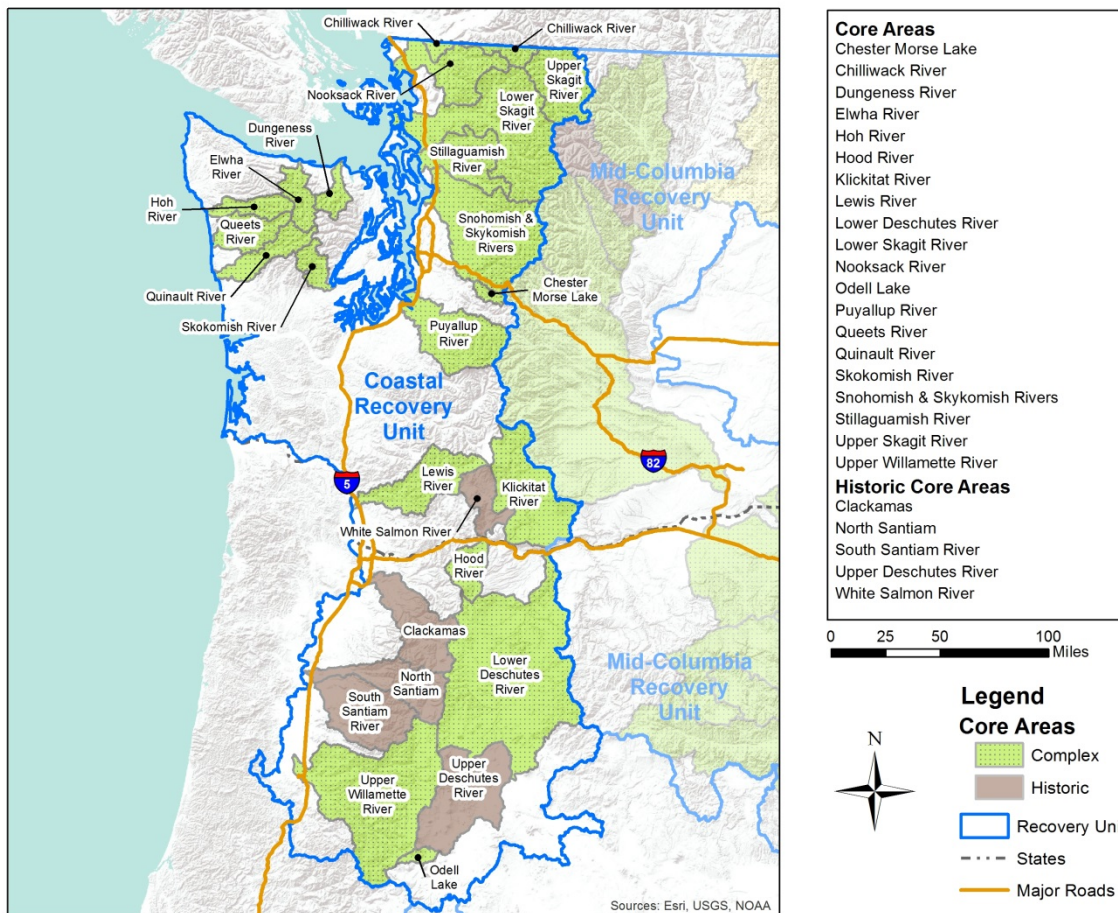 Chilliwack River
Chilliwack River
Nooksack River
Upper
Skagit
River
Lower
Skagit
River
Dungeness
River
Elwha
River
Stillaguamish
River
Mid-Columbia
Recovery
Unit
Hoh
River
Queets
River
Snohomish &
Skykomish
Rivers
Quinault River
Chester
Morse Lake
Skokomish River
Puyallup
River
Coastal
Recovery
Unit
Lewis
River
Klickitat
River
82
5
White Salmon River
Hood
River
Clackamas
Lower
Deschutes
River
Mid-Columbia
Recovery
Unit
North
Santiam
South
Santiam
River
Upper
Willamette
River
Upper
Deschutes
River
Odell
Lake
Sources: Esri, USGS, NOAA
Core Areas
Chester Morse Lake
Chilliwack River
Dungeness River
Elwha River
Hoh River
Hood River
Klickitat River
Lewis River
Lower Deschutes River
Lower Skagit River
Nooksack River
Odell Lake
Puyallup River
Queets River
Quinault River
Skokomish River
Snohomish & Skykomish Rivers
Stillaguamish River
Upper Skagit River
Upper Willamette River
Historic Core Areas
Clackamas
North Santiam
South Santiam River
Upper Deschutes River
White Salmon River
0 25 50 100
Miles
Legend
Core Areas
N
Complex
Historic
Recovery Un
States
Major Roads